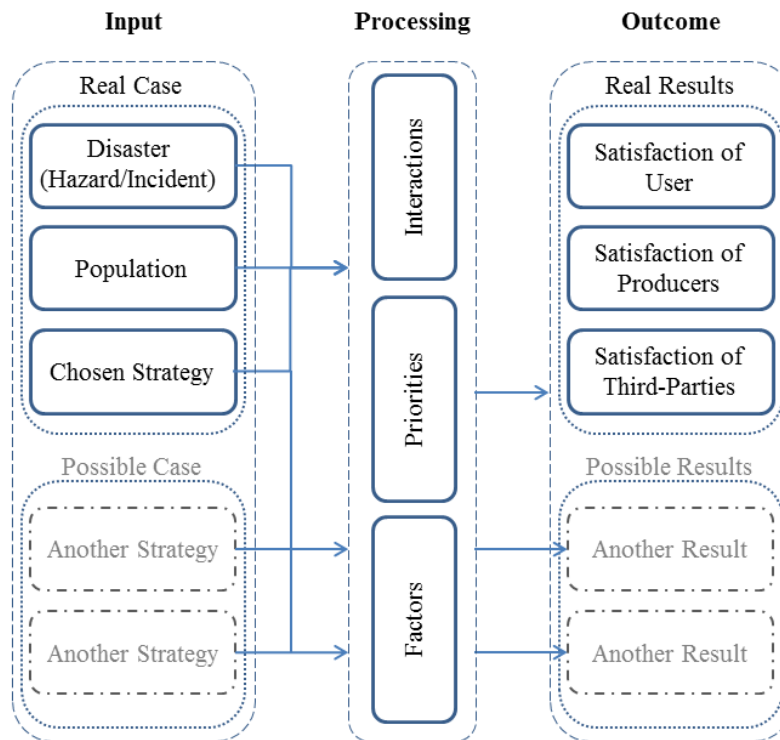 Input
Processing
Outcome
Real Case
Disaster
(Hazard/Incident)
Population
Chosen Strategy
Possible Case
Another Strategy
Another Strategy
Interactions
Priorities
Factors
Real Results
Satisfaction of
User
Satisfaction of
Producers
Satisfaction of
Third-Parties
Possible Results
Another Result
Another Result